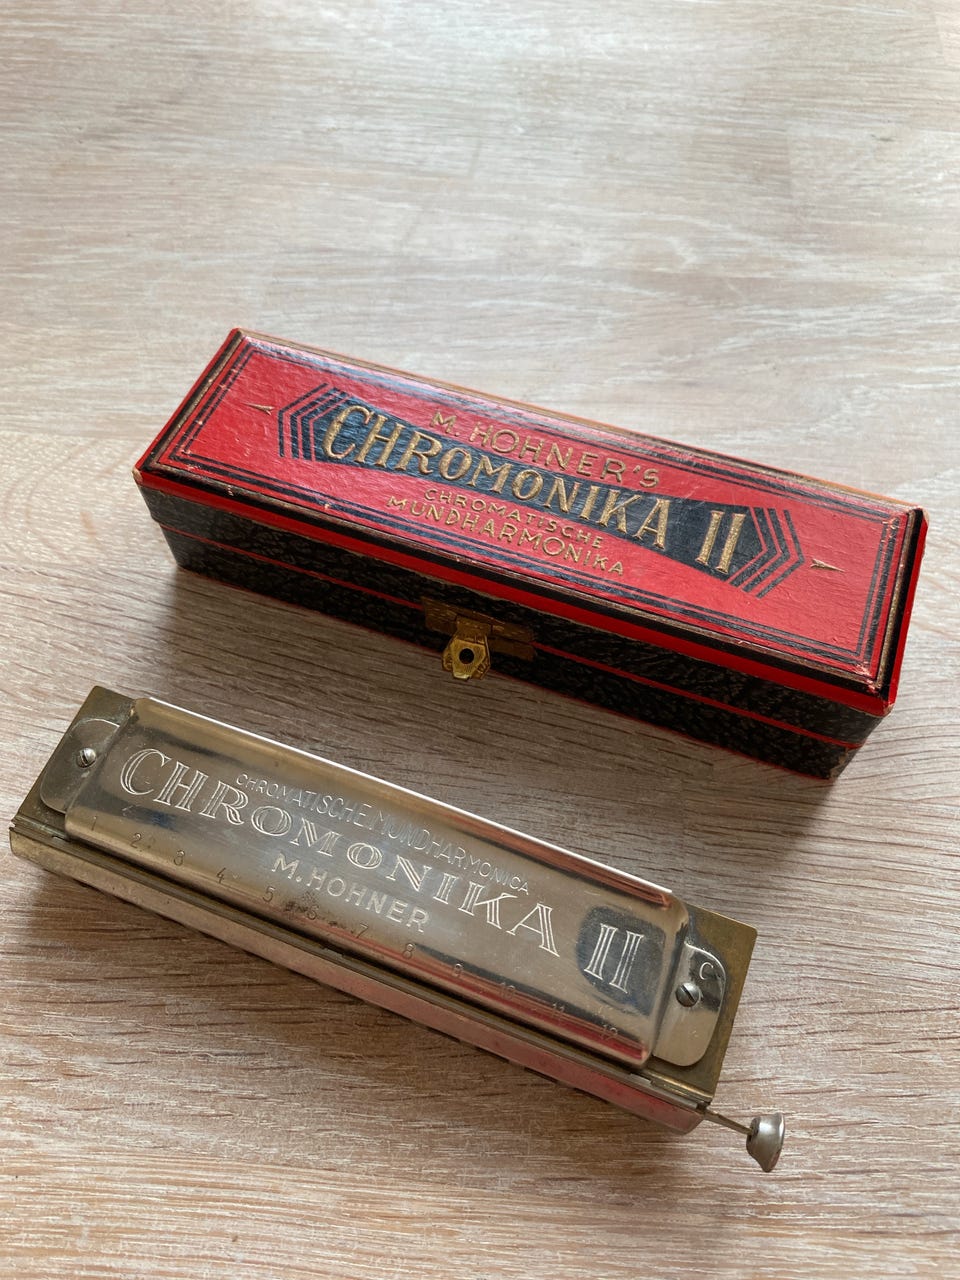 M. HOHNER'S
CHROMONIKA II
CHROMATISCHE
MUNDHARMONIKA
CHROMATISCHE MUNDHARMONICA
CHROMONIKA II
M. HOHNER
C
1 2 3 4 5 6 7 8 9 10 11 12